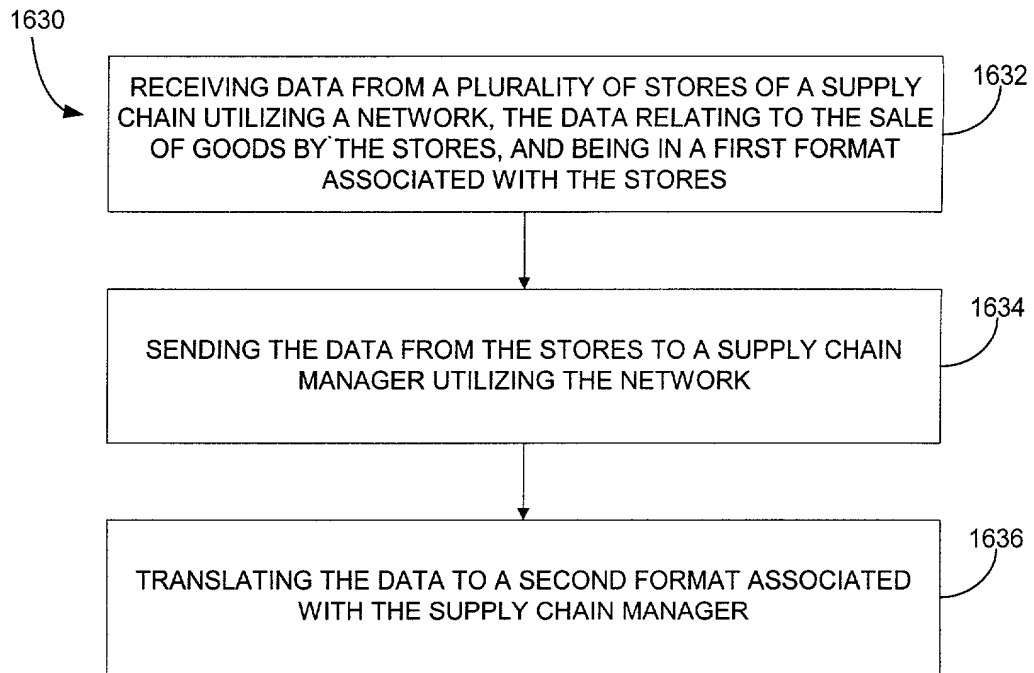 1630
RECEIVING DATA FROM A PLURALITY OF STORES OF A SUPPLY
CHAIN UTILIZING A NETWORK, THE DATA RELATING TO THE SALE
OF GOODS BY THE STORES, AND BEING IN A FIRST FORMAT
ASSOCIATED WITH THE STORES
1632
SENDING THE DATA FROM THE STORES TO A SUPPLY CHAIN
MANAGER UTILIZING THE NETWORK
1634
TRANSLATING THE DATA TO A SECOND FORMAT ASSOCIATED
WITH THE SUPPLY CHAIN MANAGER
1636